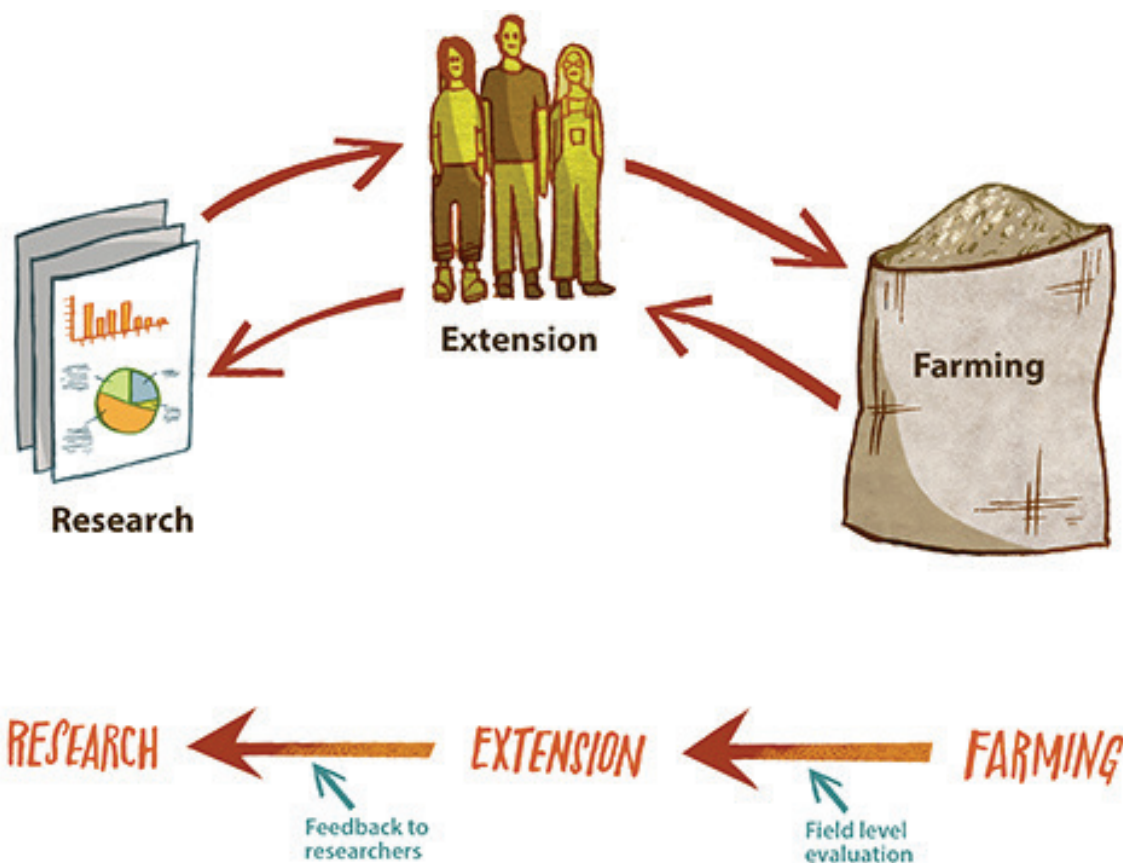 Extension
Farming
Research
RESEARCH
EXTENSION
FARMING
Feedback to
researchers
Field level
evaluation